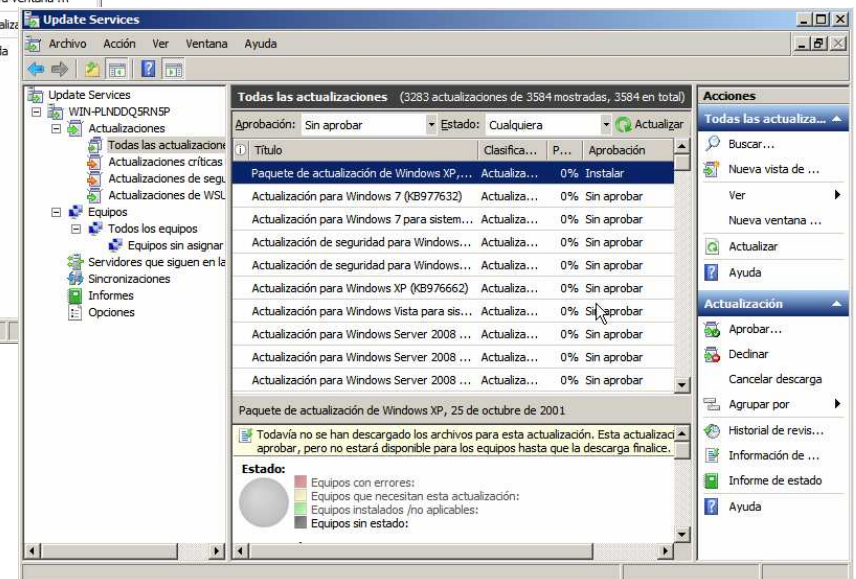 Update Services
Archivo Acción Ver Ventana Ayuda
Update Services
WIN-PLNDDQ5RN5P
Actualizaciones
Todas las actualizacione
Actualizaciones críticas
Actualizaciones de segu
Actualizaciones de WSU
Equipos
Todos los equipos
Equipos sin asignar
Servidores que siguen en la
Sincronizaciones
Informes
Opciones
Todas las actualizaciones (3283 actualizaciones de 3584 mostradas, 3584 en total)
Aprobación: Sin aprobar Estado: Cualquiera Actualizar
Título Clasifica... P... Aprobación
Paquete de actualización de Windows XP,... Actualiza... 0% Instalar
Actualización para Windows 7 (KB977632) Actualiza... 0% Sin aprobar
Actualización para Windows 7 para sistem... Actualiza... 0% Sin aprobar
Actualización de seguridad para Windows... Actualiza... 0% Sin aprobar
Actualización de seguridad para Windows... Actualiza... 0% Sin aprobar
Actualización para Windows XP (KB976662) Actualiza... 0% Sin aprobar
Actualización para Windows Vista para sis... Actualiza... 0% Sin aprobar
Actualización para Windows Server 2008 ... Actualiza... 0% Sin aprobar
Actualización para Windows Server 2008 ... Actualiza... 0% Sin aprobar
Actualización para Windows Server 2008 ... Actualiza... 0% Sin aprobar
Paquete de actualización de Windows XP, 25 de octubre de 2001
Todavía no se han descargado los archivos para esta actualización. Esta actualizaci
aprobar, pero no estará disponible para los equipos hasta que la descarga finalice.
Estado:
Equipos con errores:
Equipos que necesitan esta actualización:
Equipos instalados /no aplicables:
Equipos sin estado:
Acciones
Todas las actualiza...
Buscar...
Nueva vista de ...
Ver
Nueva ventana ...
Actualizar
Ayuda
Actualización
Aprobar...
Declinar
Cancelar descarga
Agrupar por
Historial de revis...
Información de ...
Informe de estado
Ayuda